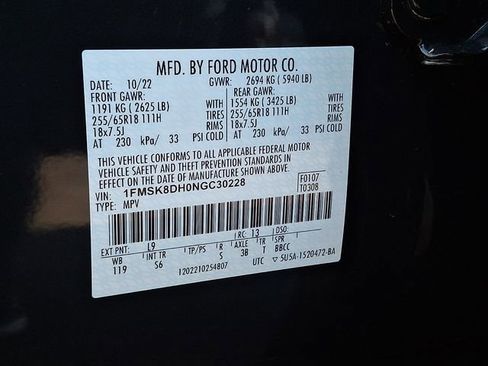 MFD. BY FORD MOTOR CO.
DATE: 10/22 GVWR: 2694 KG ( 5940 LB)
FRONT GAWR: REAR GAWR:
1191 KG ( 2625 LB) WITH 1554 KG ( 3425 LB) WITH
255/65R18 111H TIRES 255/65R18 111H TIRES
18x7.5J RIMS 18x7.5J RIMS
AT 230 kPa/ 33 PSI COLD AT 230 kPa/ 33 PSI COLD
THIS VEHICLE CONFORMS TO ALL APPLICABLE FEDERAL MOTOR
VEHICLE SAFETY AND THEFT PREVENTION STANDARDS IN
EFFECT ON THE DATE OF MANUFACTURE SHOWN ABOVE.
VIN: 1FMSK8DH0NGC30228 F0107
TYPE: MPV T0308
EXT PNT: L9 RC: 13 DSO:
WB INT TR TP/PS R AXLE TR SPR
119 S6 S 3B T BBCC
1202210254807 UTC ▽ 5U5A-1520472-BA